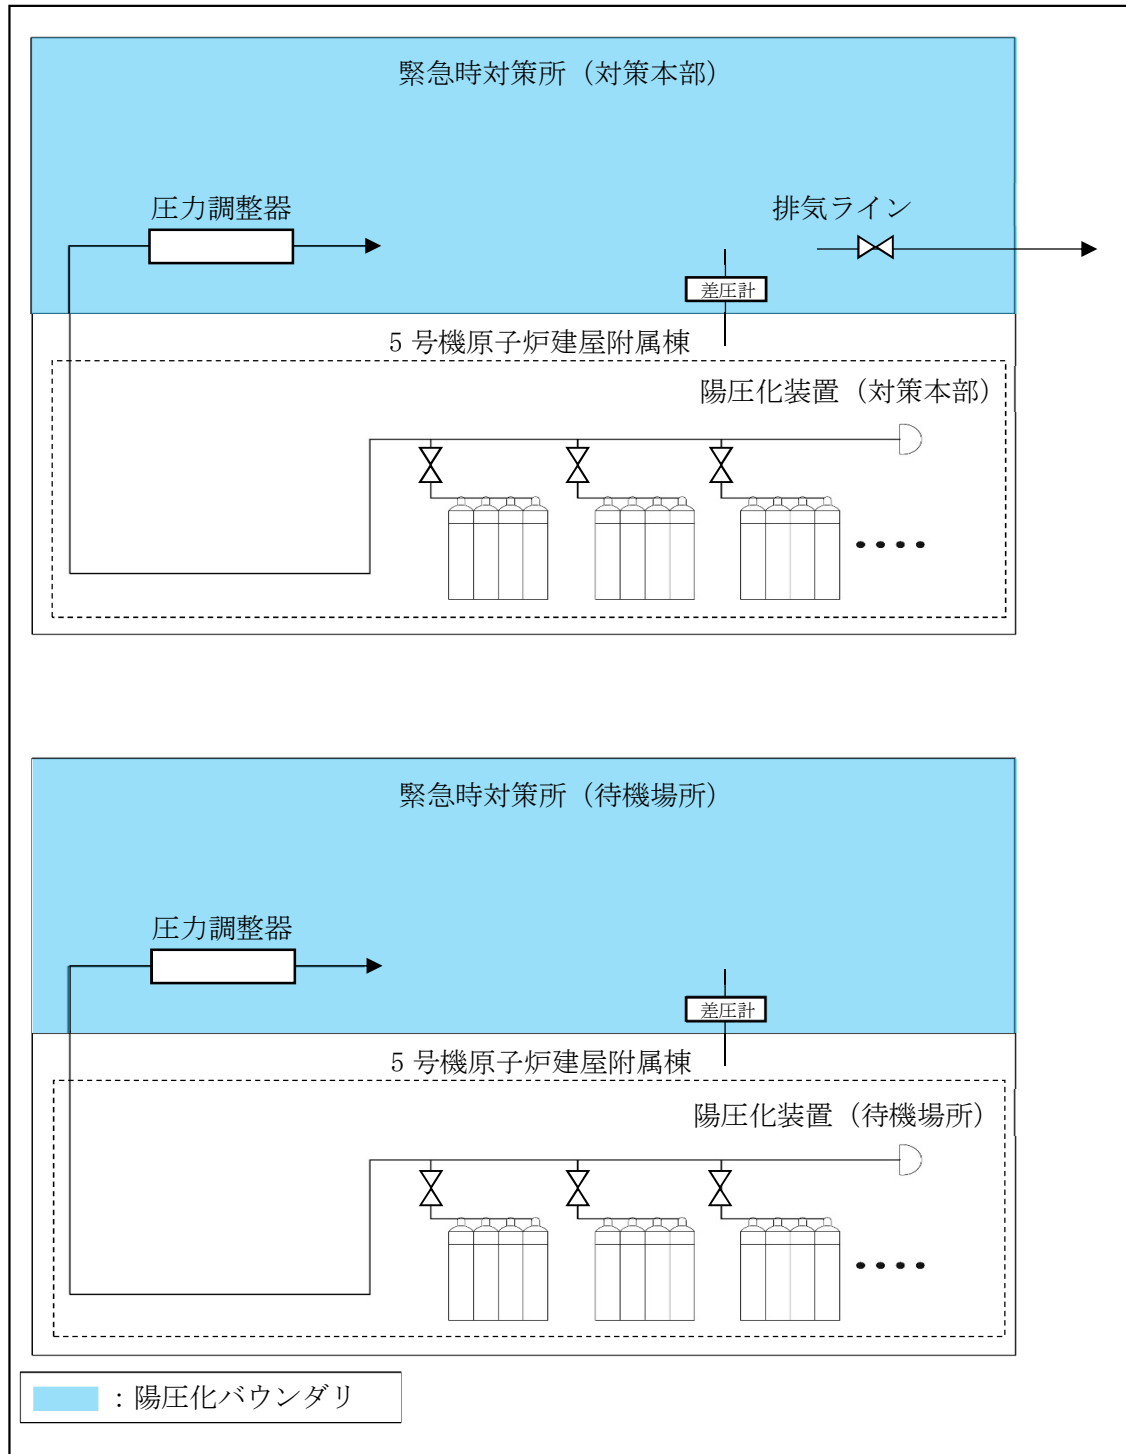 緊急時対策所（対策本部）
圧力調整器
排気ライン
差圧計
5 号機原子炉建屋附属棟
陽圧化装置（対策本部）
緊急時対策所（待機場所）
圧力調整器
差圧計
5 号機原子炉建屋附属棟
陽圧化装置（待機場所）
：陽圧化バウンダリ